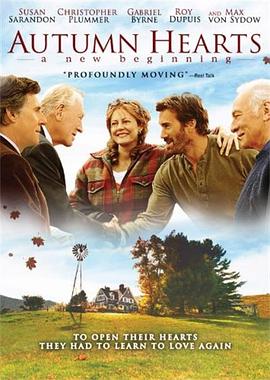 SUSAN SARANDON CHRISTOPHER PLUMMER GABRIEL BYRNE ROY DUPUIS AND MAX VON SYDOW
AUTUMN HEARTS
a new beginning
"PROFOUNDLY MOVING" —Reel Talk
TO OPEN THEIR HEARTS
THEY HAD TO LEARN TO LOVE AGAIN